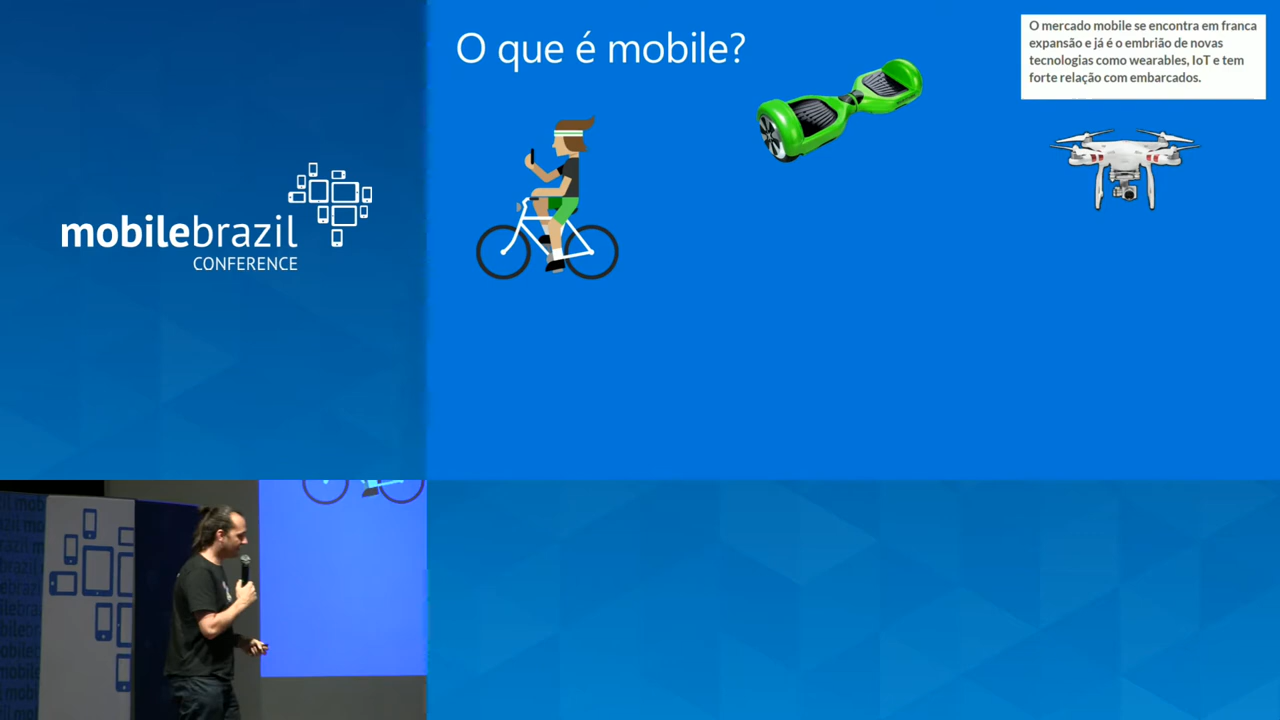 O que é mobile?
O mercado mobile se encontra em franca
expansão e já é o embrião de novas
tecnologias como wearables, IoT e tem
forte relação com embarcados.
mobilebrazil
CONFERENCE